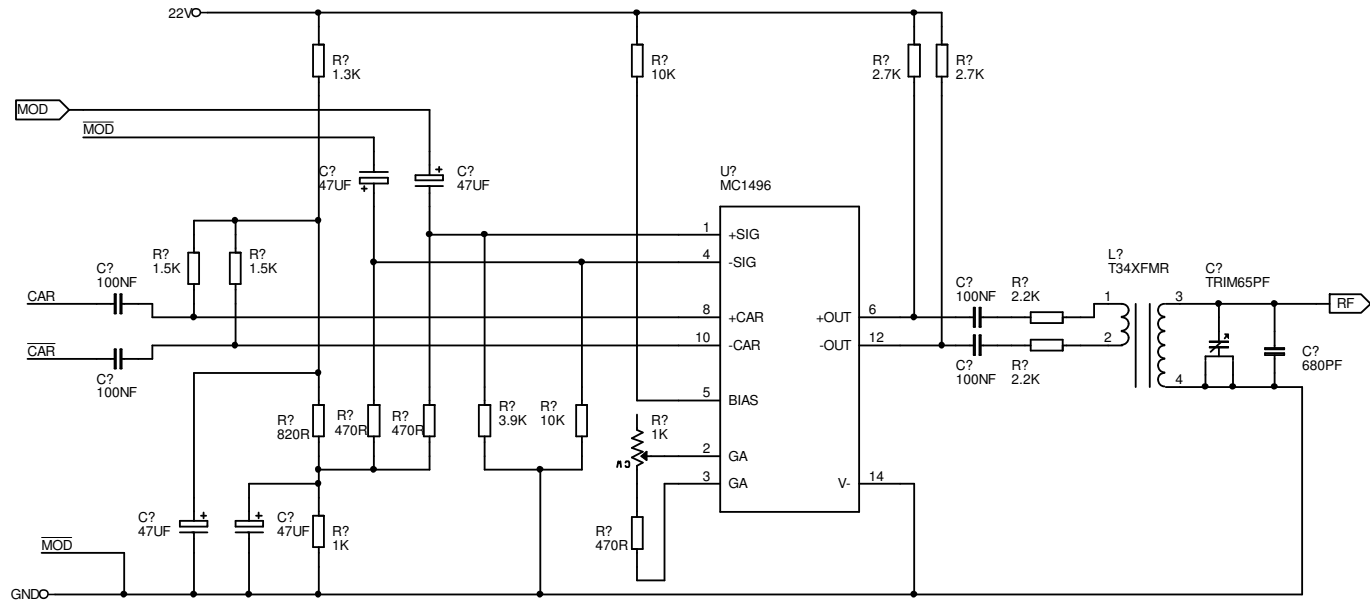 22V
R?
1.3K
R?
10K
R?
2.7K
R?
2.7K
MOD
MOD
C?
47UF
+
+
C?
47UF
U?
MC1496
R?
1.5K
R?
1.5K
C?
100NF
CAR
CAR
C?
100NF
1
+SIG
4
-SIG
8
+CAR
10
-CAR
5
BIAS
2
GA
3
GA
+OUT
6
-OUT
12
V-
14
C?
100NF
R?
2.2K
C?
100NF
R?
2.2K
L?
T34XFMR
1
2
3
4
C?
TRIM65PF
C?
680PF
RF
R?
820R
R?
470R
R?
470R
R?
3.9K
R?
10K
R?
1K
CW
R?
470R
C?
47UF
+
+
C?
47UF
R?
1K
MOD
GND